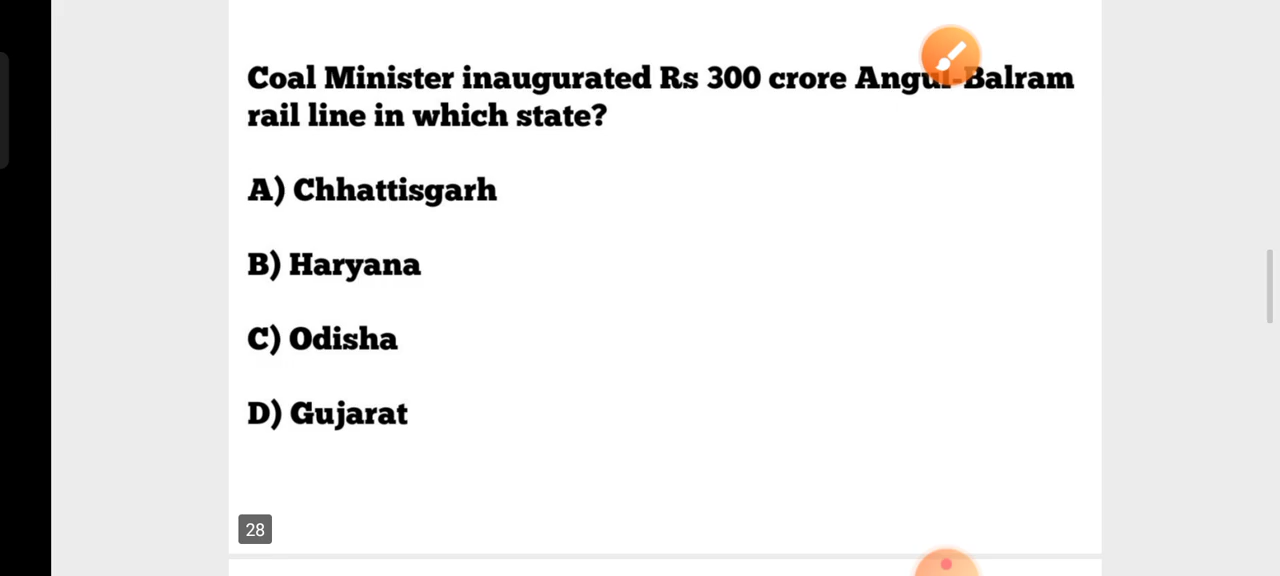 Coal Minister inaugurated Rs 300 crore Angul-Balram
rail line in which state?
A) Chhattisgarh
B) Haryana
C) Odisha
D) Gujarat
28